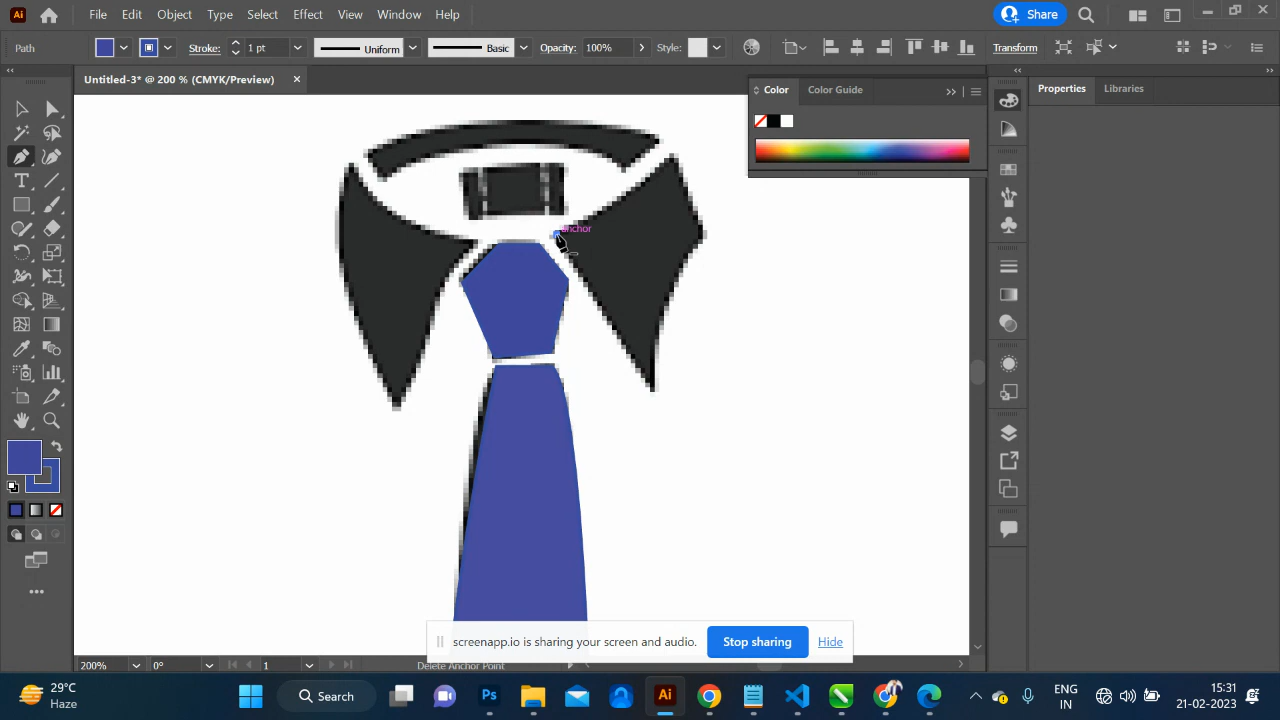 Ai File Edit Object Type Select Effect View Window Help Share
Path Stroke: 1 pt Uniform Basic Opacity: 100% Style: Transform
Untitled-3* @ 200 % (CMYK/Preview) ×
Color Color Guide
Properties Libraries
anchor
screenapp.io is sharing your screen and audio. Stop sharing Hide
200% 0° 1 Delete Anchor Point
29°C
Haze
Search
Ps
Ai
ENG
IN
15:31
27-02-2023